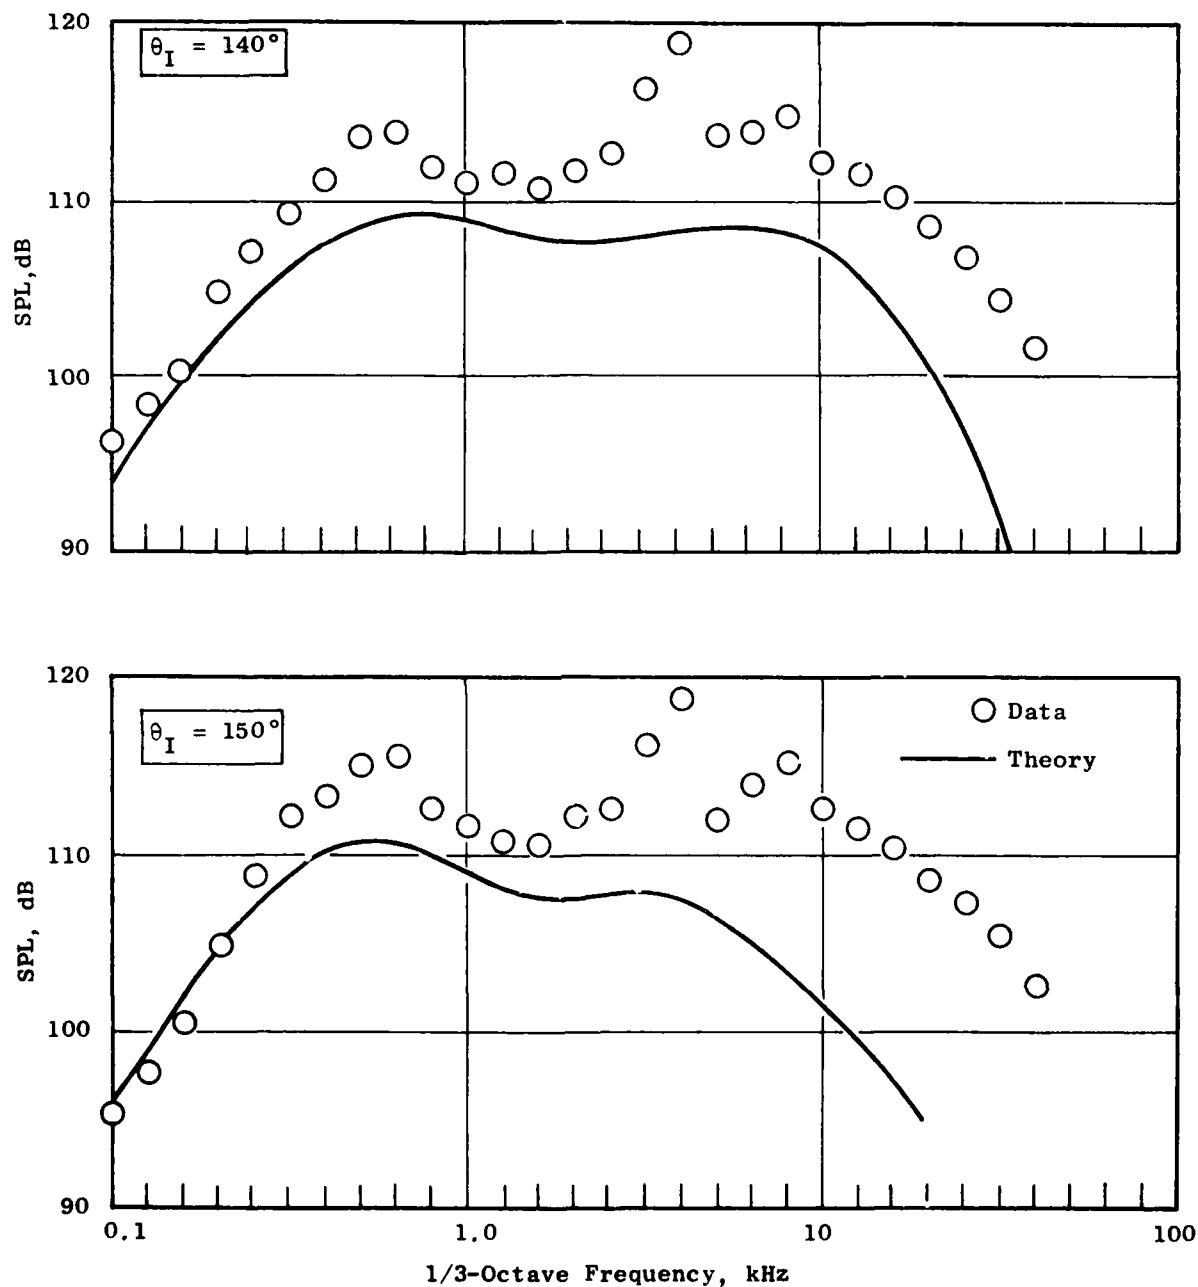 120
θI = 140°
110
SPL,dB
100
90
120
θI = 150°
Data
Theory
110
SPL, dB
100
90
0.1 1.0 10 100
1/3-Octave Frequency, kHz